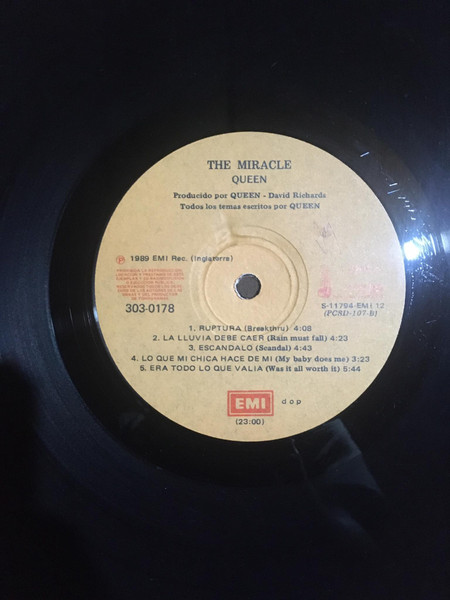 THE MIRACLE
QUEEN
Producido por QUEEN - David Richards
Todos los temas escritos por QUEEN
℗ 1989 EMI Rec. (Inglaterra)
303-0178
S-11794-EMI 12
(PCSD-107-B)
1. RUPTURA (Breakthru) 4:08
2. LA LLUVIA DEBE CAER (Rain must fall) 4:23
3. ESCANDALO (Scandal) 4:43
4. LO QUE MI CHICA HACE DE MI (My baby does me) 3:23
5. ERA TODO LO QUE VALIA (Was it all worth it) 5:44
EMI
d o p
(23:00)